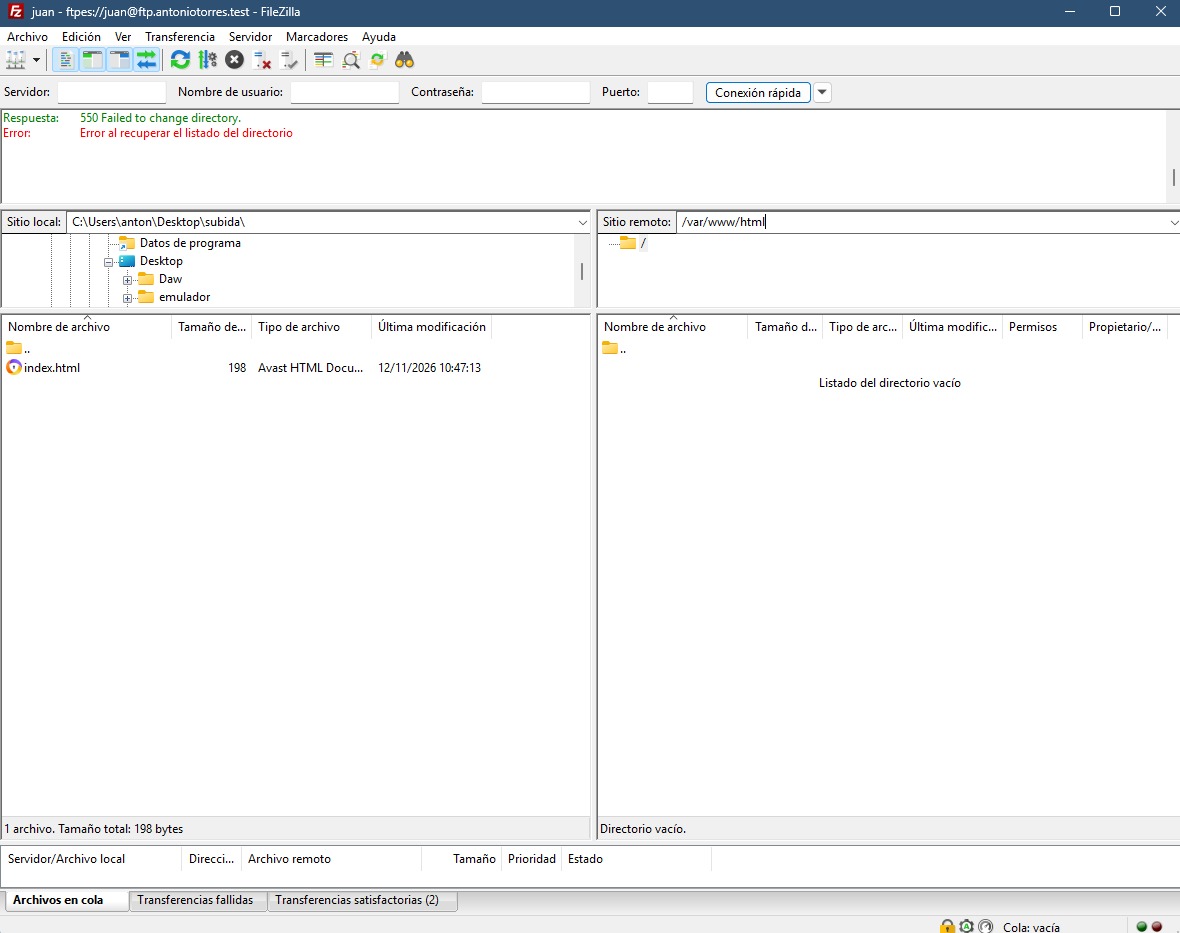 juan - ftpes://juan@ftp.antoniotorres.test - FileZilla
Archivo Edición Ver Transferencia Servidor Marcadores Ayuda
Servidor: Nombre de usuario: Contraseña: Puerto: Conexión rápida
Respuesta: 550 Failed to change directory.
Error: Error al recuperar el listado del directorio
Sitio local: C:\Users\anton\Desktop\subida\
Datos de programa
Desktop
Daw
emulador
Sitio remoto: /var/www/html
/
Nombre de archivo Tamaño de... Tipo de archivo Última modificación
..
index.html 198 Avast HTML Docu... 12/11/2026 10:47:13
1 archivo. Tamaño total: 198 bytes
Nombre de archivo Tamaño d... Tipo de arc... Última modific... Permisos Propietario/...
..
Listado del directorio vacío
Directorio vacío.
Servidor/Archivo local Direcci... Archivo remoto Tamaño Prioridad Estado
Archivos en cola Transferencias fallidas Transferencias satisfactorias (2)
Cola: vacía